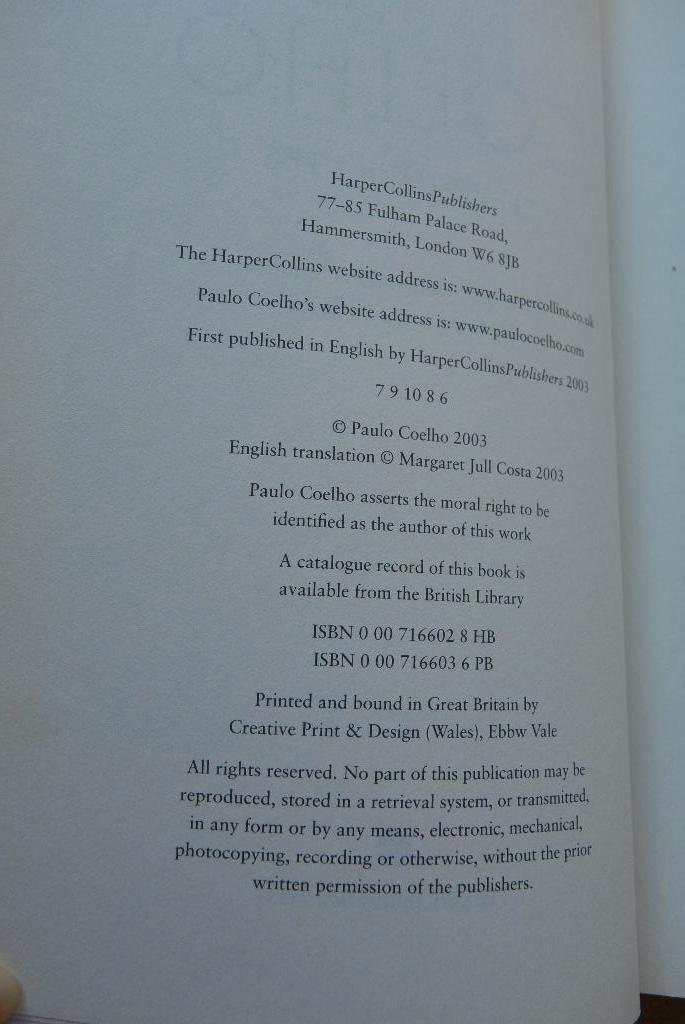 HarperCollinsPublishers
77–85 Fulham Palace Road,
Hammersmith, London W6 8JB
The HarperCollins website address is: www.harpercollins.co.uk
Paulo Coelho's website address is: www.paulocoelho.com
First published in English by HarperCollinsPublishers 2003
7 9 10 8 6
© Paulo Coelho 2003
English translation © Margaret Jull Costa 2003
Paulo Coelho asserts the moral right to be
identified as the author of this work
A catalogue record of this book is
available from the British Library
ISBN 0 00 716602 8 HB
ISBN 0 00 716603 6 PB
Printed and bound in Great Britain by
Creative Print & Design (Wales), Ebbw Vale
All rights reserved. No part of this publication may be
reproduced, stored in a retrieval system, or transmitted,
in any form or by any means, electronic, mechanical,
photocopying, recording or otherwise, without the prior
written permission of the publishers.